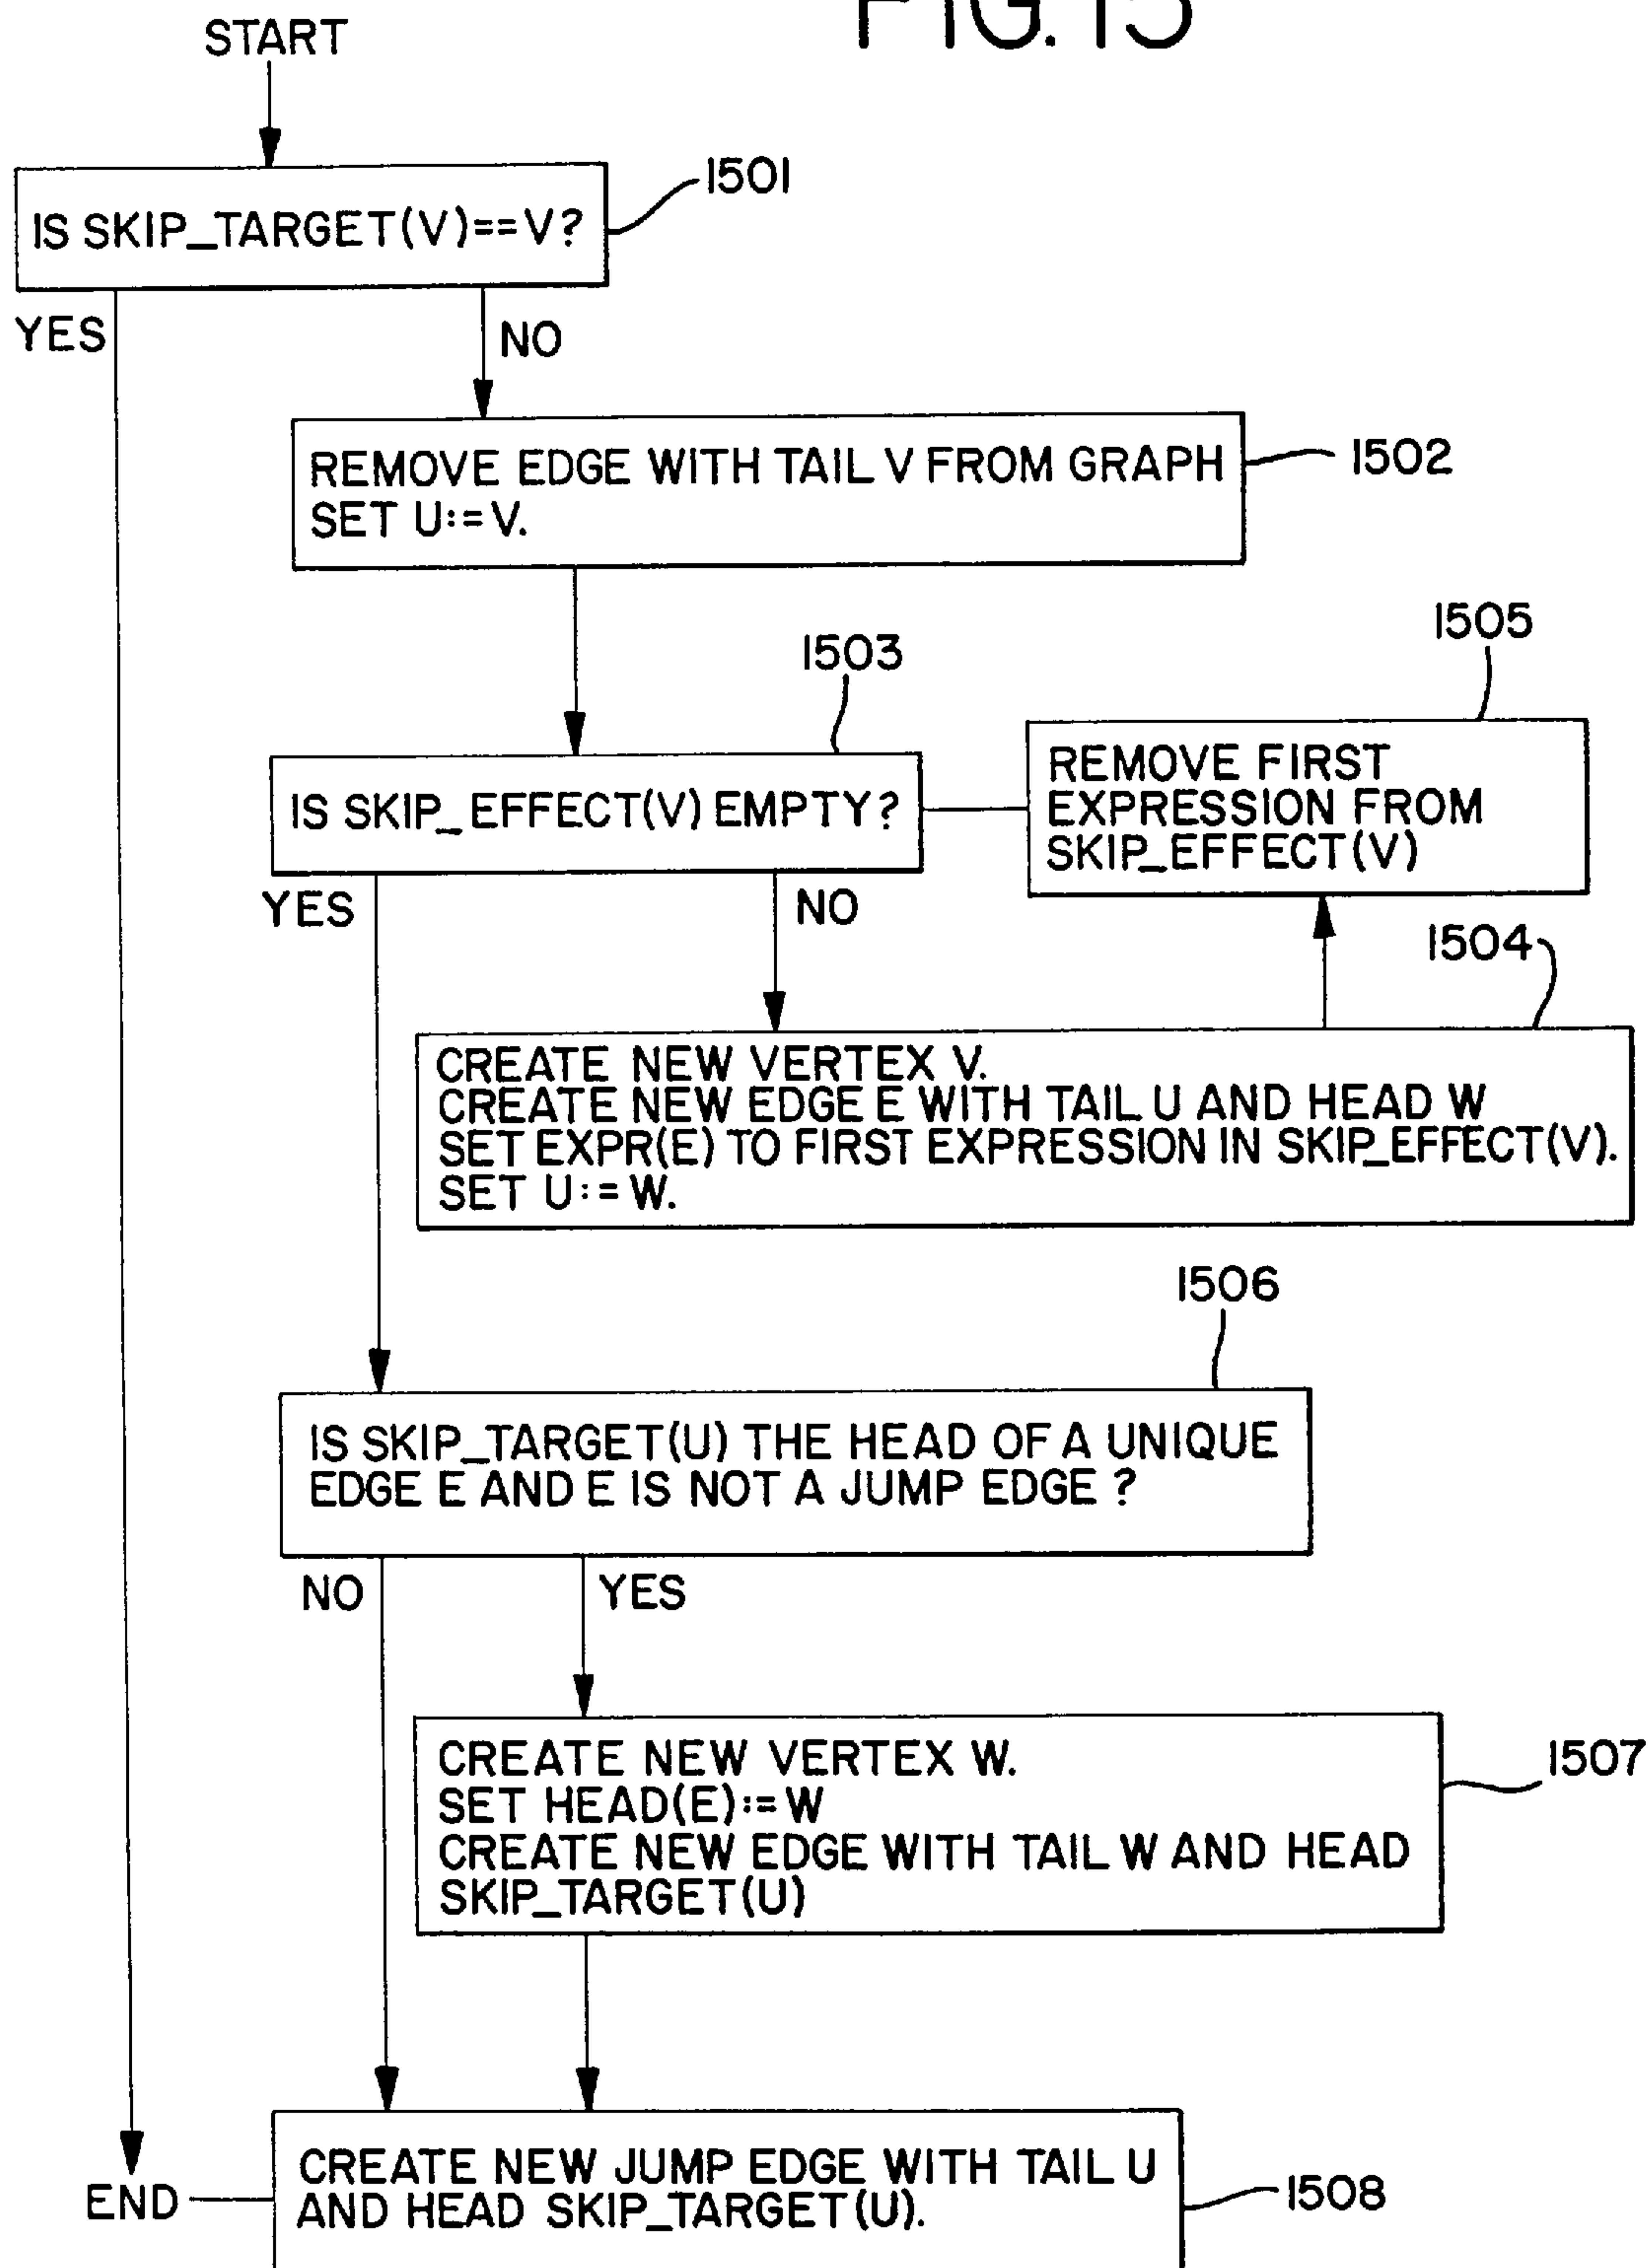 FIG. 15
START
1501
IS SKIP_TARGET(V)==V?
YES
NO
1502
REMOVE EDGE WITH TAIL V FROM GRAPH
SET U:=V.
1505
1503
REMOVE FIRST
EXPRESSION FROM
SKIP_EFFECT(V)
IS SKIP_EFFECT(V) EMPTY?
YES
NO
1504
CREATE NEW VERTEX V.
CREATE NEW EDGE E WITH TAIL U AND HEAD W
SET EXPR(E) TO FIRST EXPRESSION IN SKIP_EFFECT(V).
SET U:=W.
1506
IS SKIP_TARGET(U) THE HEAD OF A UNIQUE
EDGE E AND E IS NOT A JUMP EDGE ?
NO
YES
1507
CREATE NEW VERTEX W.
SET HEAD(E):=W
CREATE NEW EDGE WITH TAIL W AND HEAD
SKIP_TARGET(U)
CREATE NEW JUMP EDGE WITH TAIL U
AND HEAD SKIP_TARGET(U).
END
1508